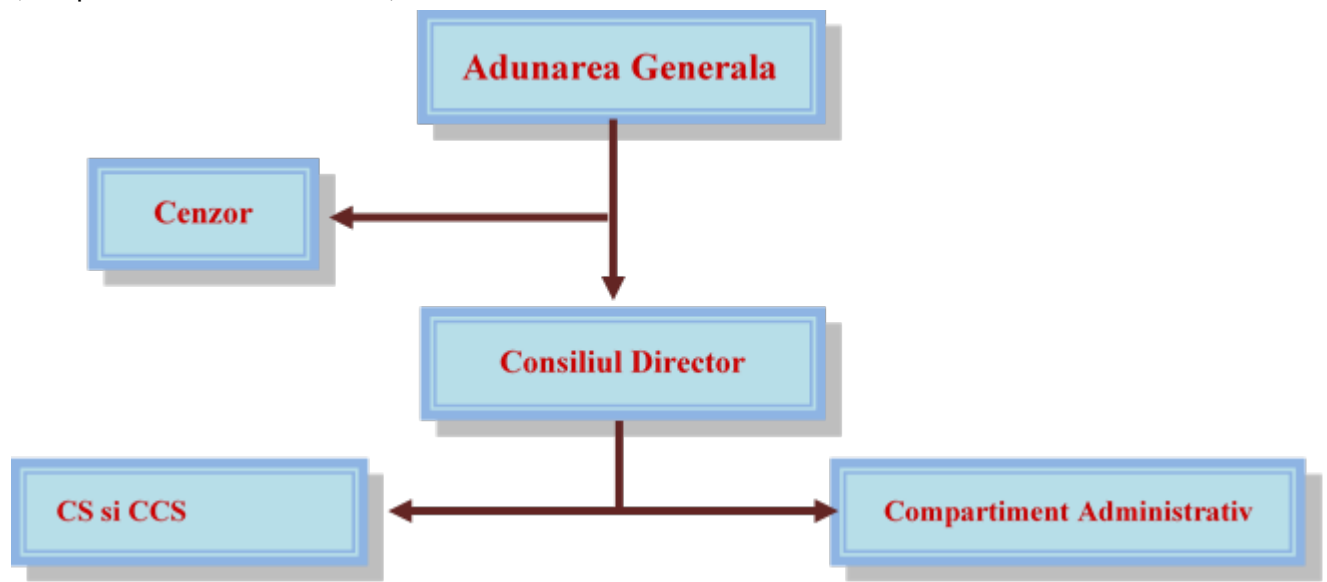 Adunarea Generala
Cenzor
Consiliul Director
CS si CCS
Compartiment Administrativ